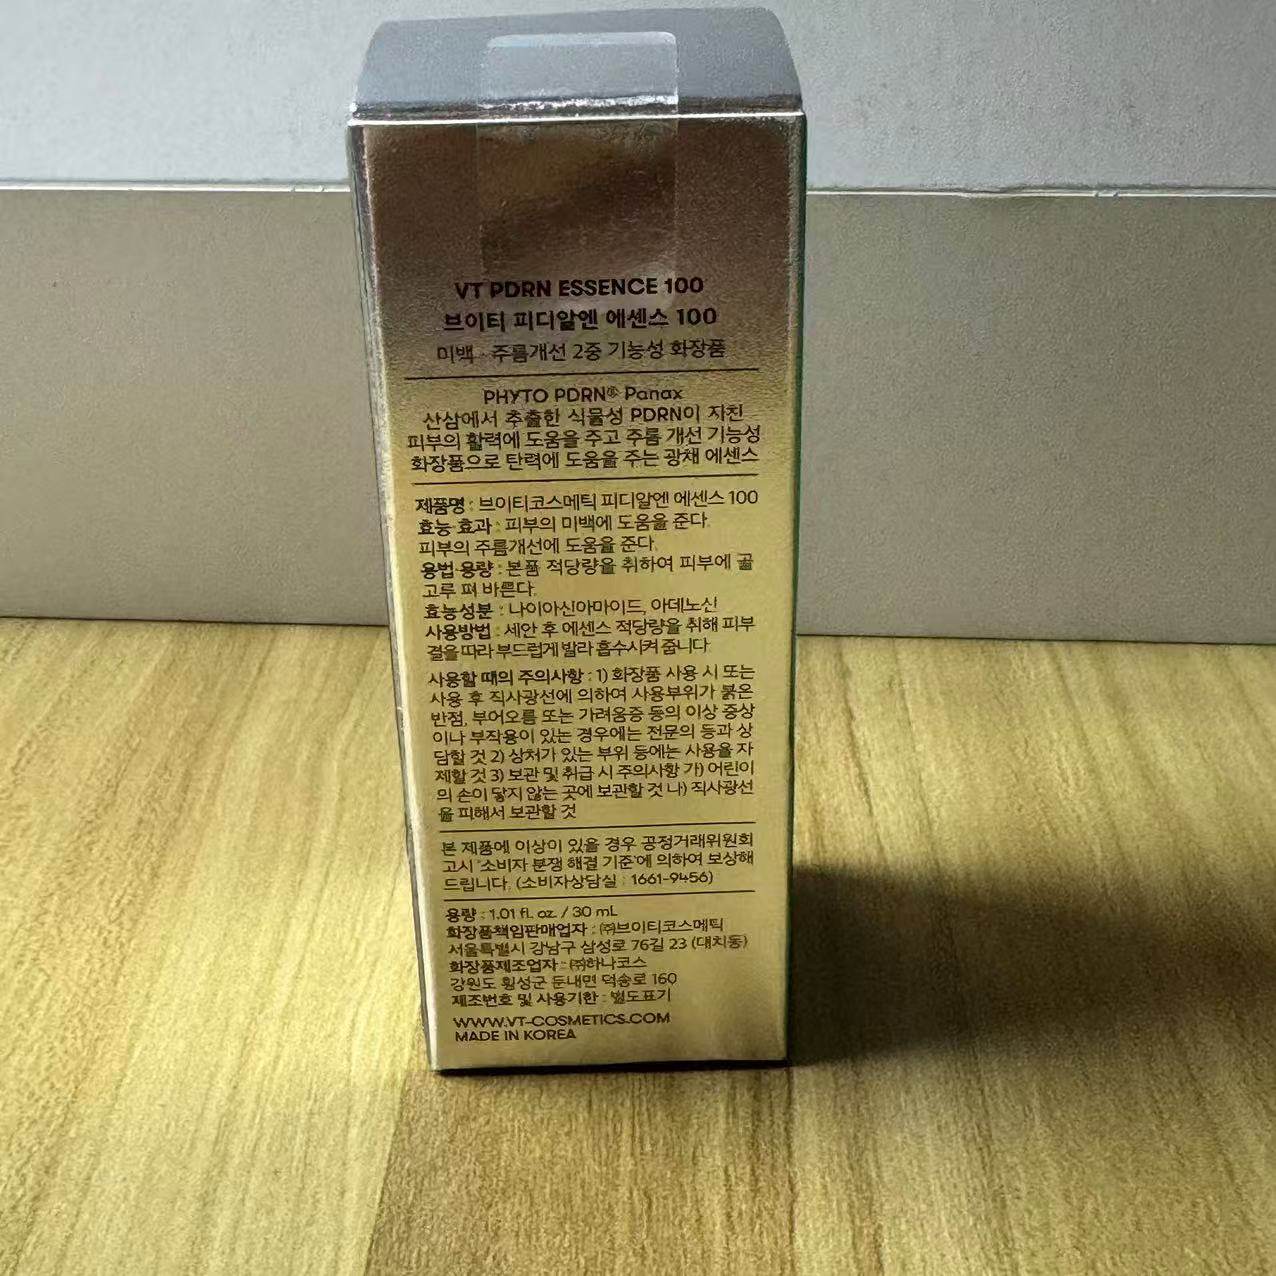 VT PDRN ESSENCE 100
브이티 피디알엔 에센스 100
미백 · 주름개선 2중 기능성 화장품
PHYTO PDRN® Panax
산삼에서 추출한 식물성 PDRN이 지친
피부의 활력에 도움을 주고 주름 개선 기능성
화장품으로 탄력에 도움을 주는 광채 에센스
제품명 : 브이티코스메틱 피디알엔 에센스 100
효능·효과 : 피부의 미백에 도움을 준다.
피부의 주름개선에 도움을 준다.
용법·용량 : 본품 적당량을 취하여 피부에 골
고루 펴 바른다.
효능성분 : 나이아신아마이드, 아데노신
사용방법 : 세안 후 에센스 적당량을 취해 피부
결을 따라 부드럽게 발라 흡수시켜 줍니다.
사용할 때의 주의사항 : 1) 화장품 사용 시 또는
사용 후 직사광선에 의하여 사용부위가 붉은
반점, 부어오름 또는 가려움증 등의 이상 증상
이나 부작용이 있는 경우에는 전문의 등과 상
담할 것 2) 상처가 있는 부위 등에는 사용을 자
제할 것 3) 보관 및 취급 시 주의사항 가) 어린이
의 손이 닿지 않는 곳에 보관할 것 나) 직사광선
을 피해서 보관할 것
본 제품에 이상이 있을 경우 공정거래위원회
고시 '소비자 분쟁 해결 기준'에 의하여 보상해
드립니다. (소비자상담실 : 1661-9456)
용량 : 1.01 fl. oz. / 30 mL
화장품책임판매업자 : ㈜브이티코스메틱
서울특별시 강남구 삼성로 76길 23 (대치동)
화장품제조업자 : ㈜하나코스
강원도 횡성군 둔내면 덕송로 160
제조번호 및 사용기한 : 별도표기
WWW.VT-COSMETICS.COM
MADE IN KOREA